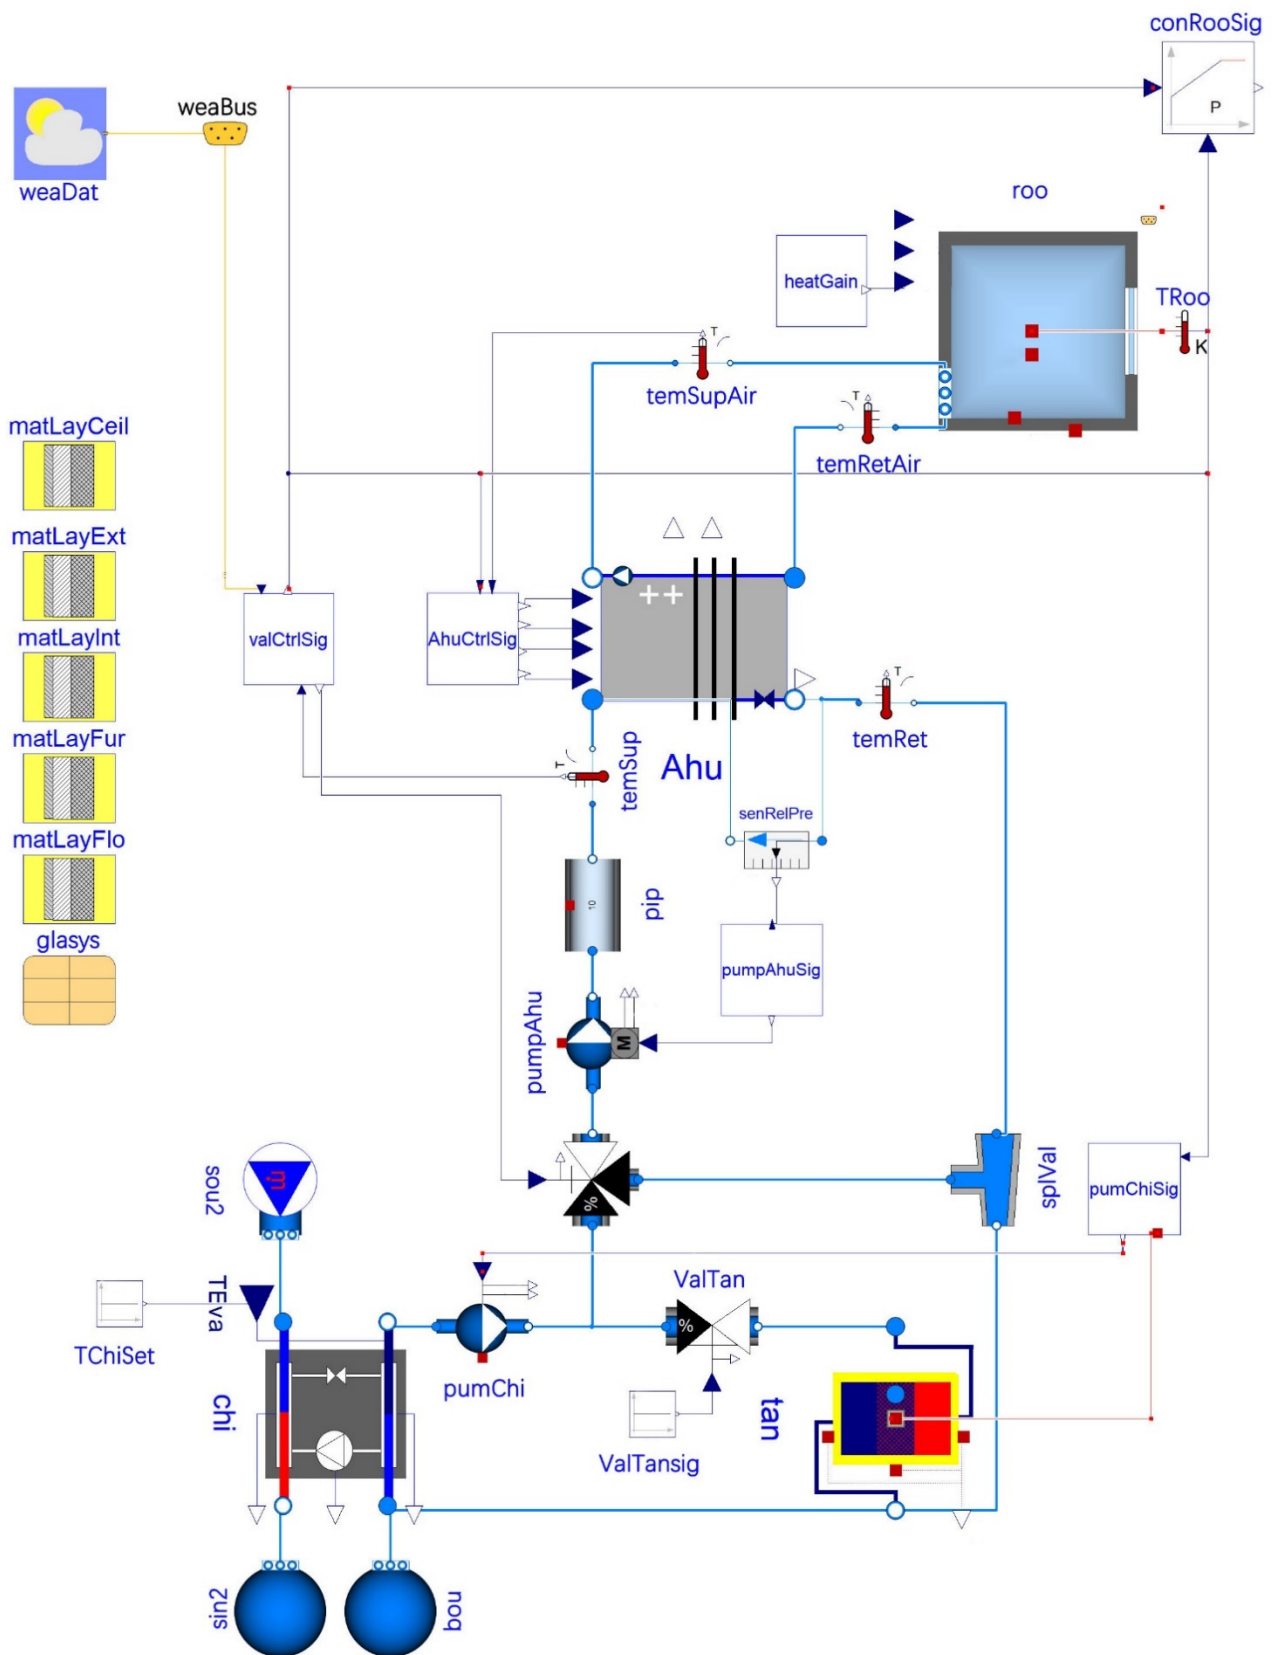 conRooSig
P
weaBus
weaDat
roo
heatGain
TRoo
K
T
temSupAir
T
temRetAir
matLayCeil
matLayExt
matLayInt
matLayFur
matLayFlo
glasys
valCtrlSig
AhuCtrlSig
++
T
temRet
Ahu
T
temSup
senRelPre
pip
10
pumpAhuSig
pumpAhu
M
%
splVal
pumChiSig
sou2
ṁ
TEva
TChiSet
chi
pumChi
ValTan
%
ValTansig
tan
sin2
bou